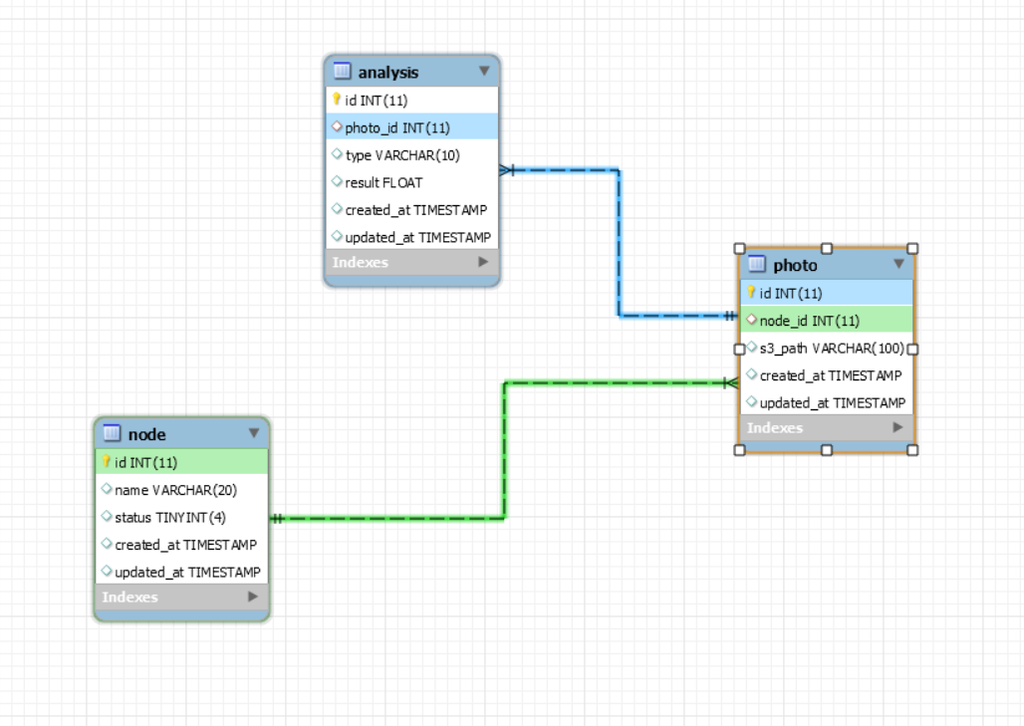 analysis
id INT(11)
photo_id INT(11)
type VARCHAR(10)
result FLOAT
created_at TIMESTAMP
updated_at TIMESTAMP
Indexes
photo
id INT(11)
node_id INT(11)
s3_path VARCHAR(100)
created_at TIMESTAMP
updated_at TIMESTAMP
Indexes
node
id INT(11)
name VARCHAR(20)
status TINYINT(4)
created_at TIMESTAMP
updated_at TIMESTAMP
Indexes